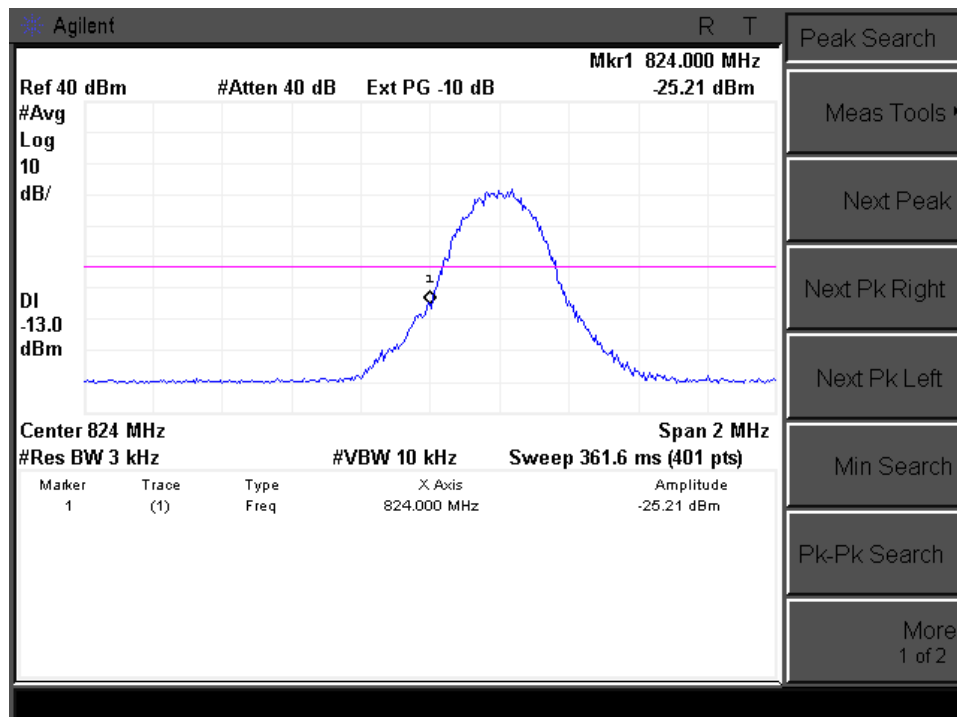 Agilent R T
Mkr1 824.000 MHz
Ref 40 dBm #Atten 40 dB Ext PG -10 dB -25.21 dBm
#Avg
Log
10
dB/
1
DI
-13.0
dBm
Center 824 MHz Span 2 MHz
#Res BW 3 kHz #VBW 10 kHz Sweep 361.6 ms (401 pts)
Marker Trace Type X Axis Amplitude
1 (1) Freq 824.000 MHz -25.21 dBm
Peak Search
Meas Tools
Next Peak
Next Pk Right
Next Pk Left
Min Search
Pk-Pk Search
More
1 of 2